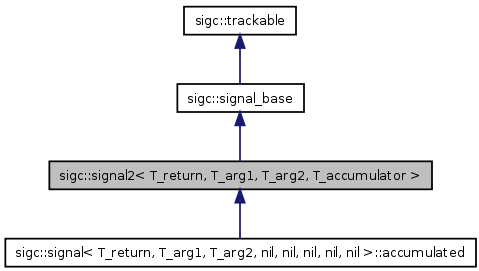 sigc::trackable
sigc::signal_base
sigc::signal2< T_return, T_arg1, T_arg2, T_accumulator >
sigc::signal< T_return, T_arg1, T_arg2, nil, nil, nil, nil, nil >::accumulated